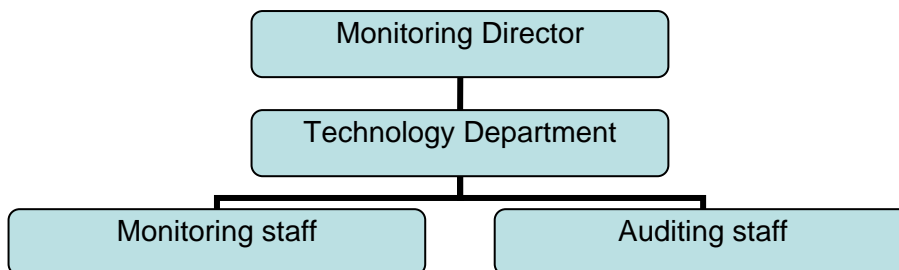 Monitoring Director
Technology Department
Monitoring staff
Auditing staff